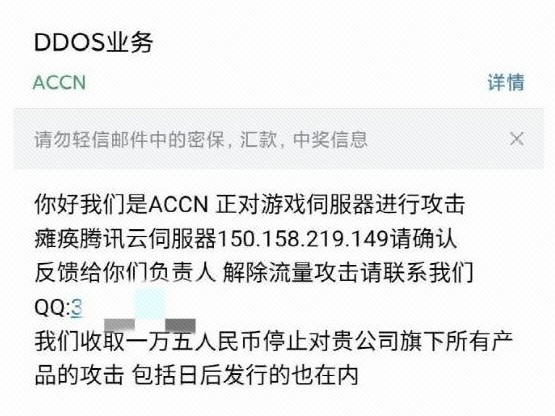 DDOS业务
ACCN 详情
请勿轻信邮件中的密保, 汇款, 中奖信息
你好我们是ACCN 正对游戏伺服器进行攻击
瘫痪腾讯云伺服器150.158.219.149请确认
反馈给你们负责人 解除流量攻击请联系我们
QQ:3
我们收取一万五人民币停止对贵公司旗下所有产
品的攻击 包括日后发行的也在内